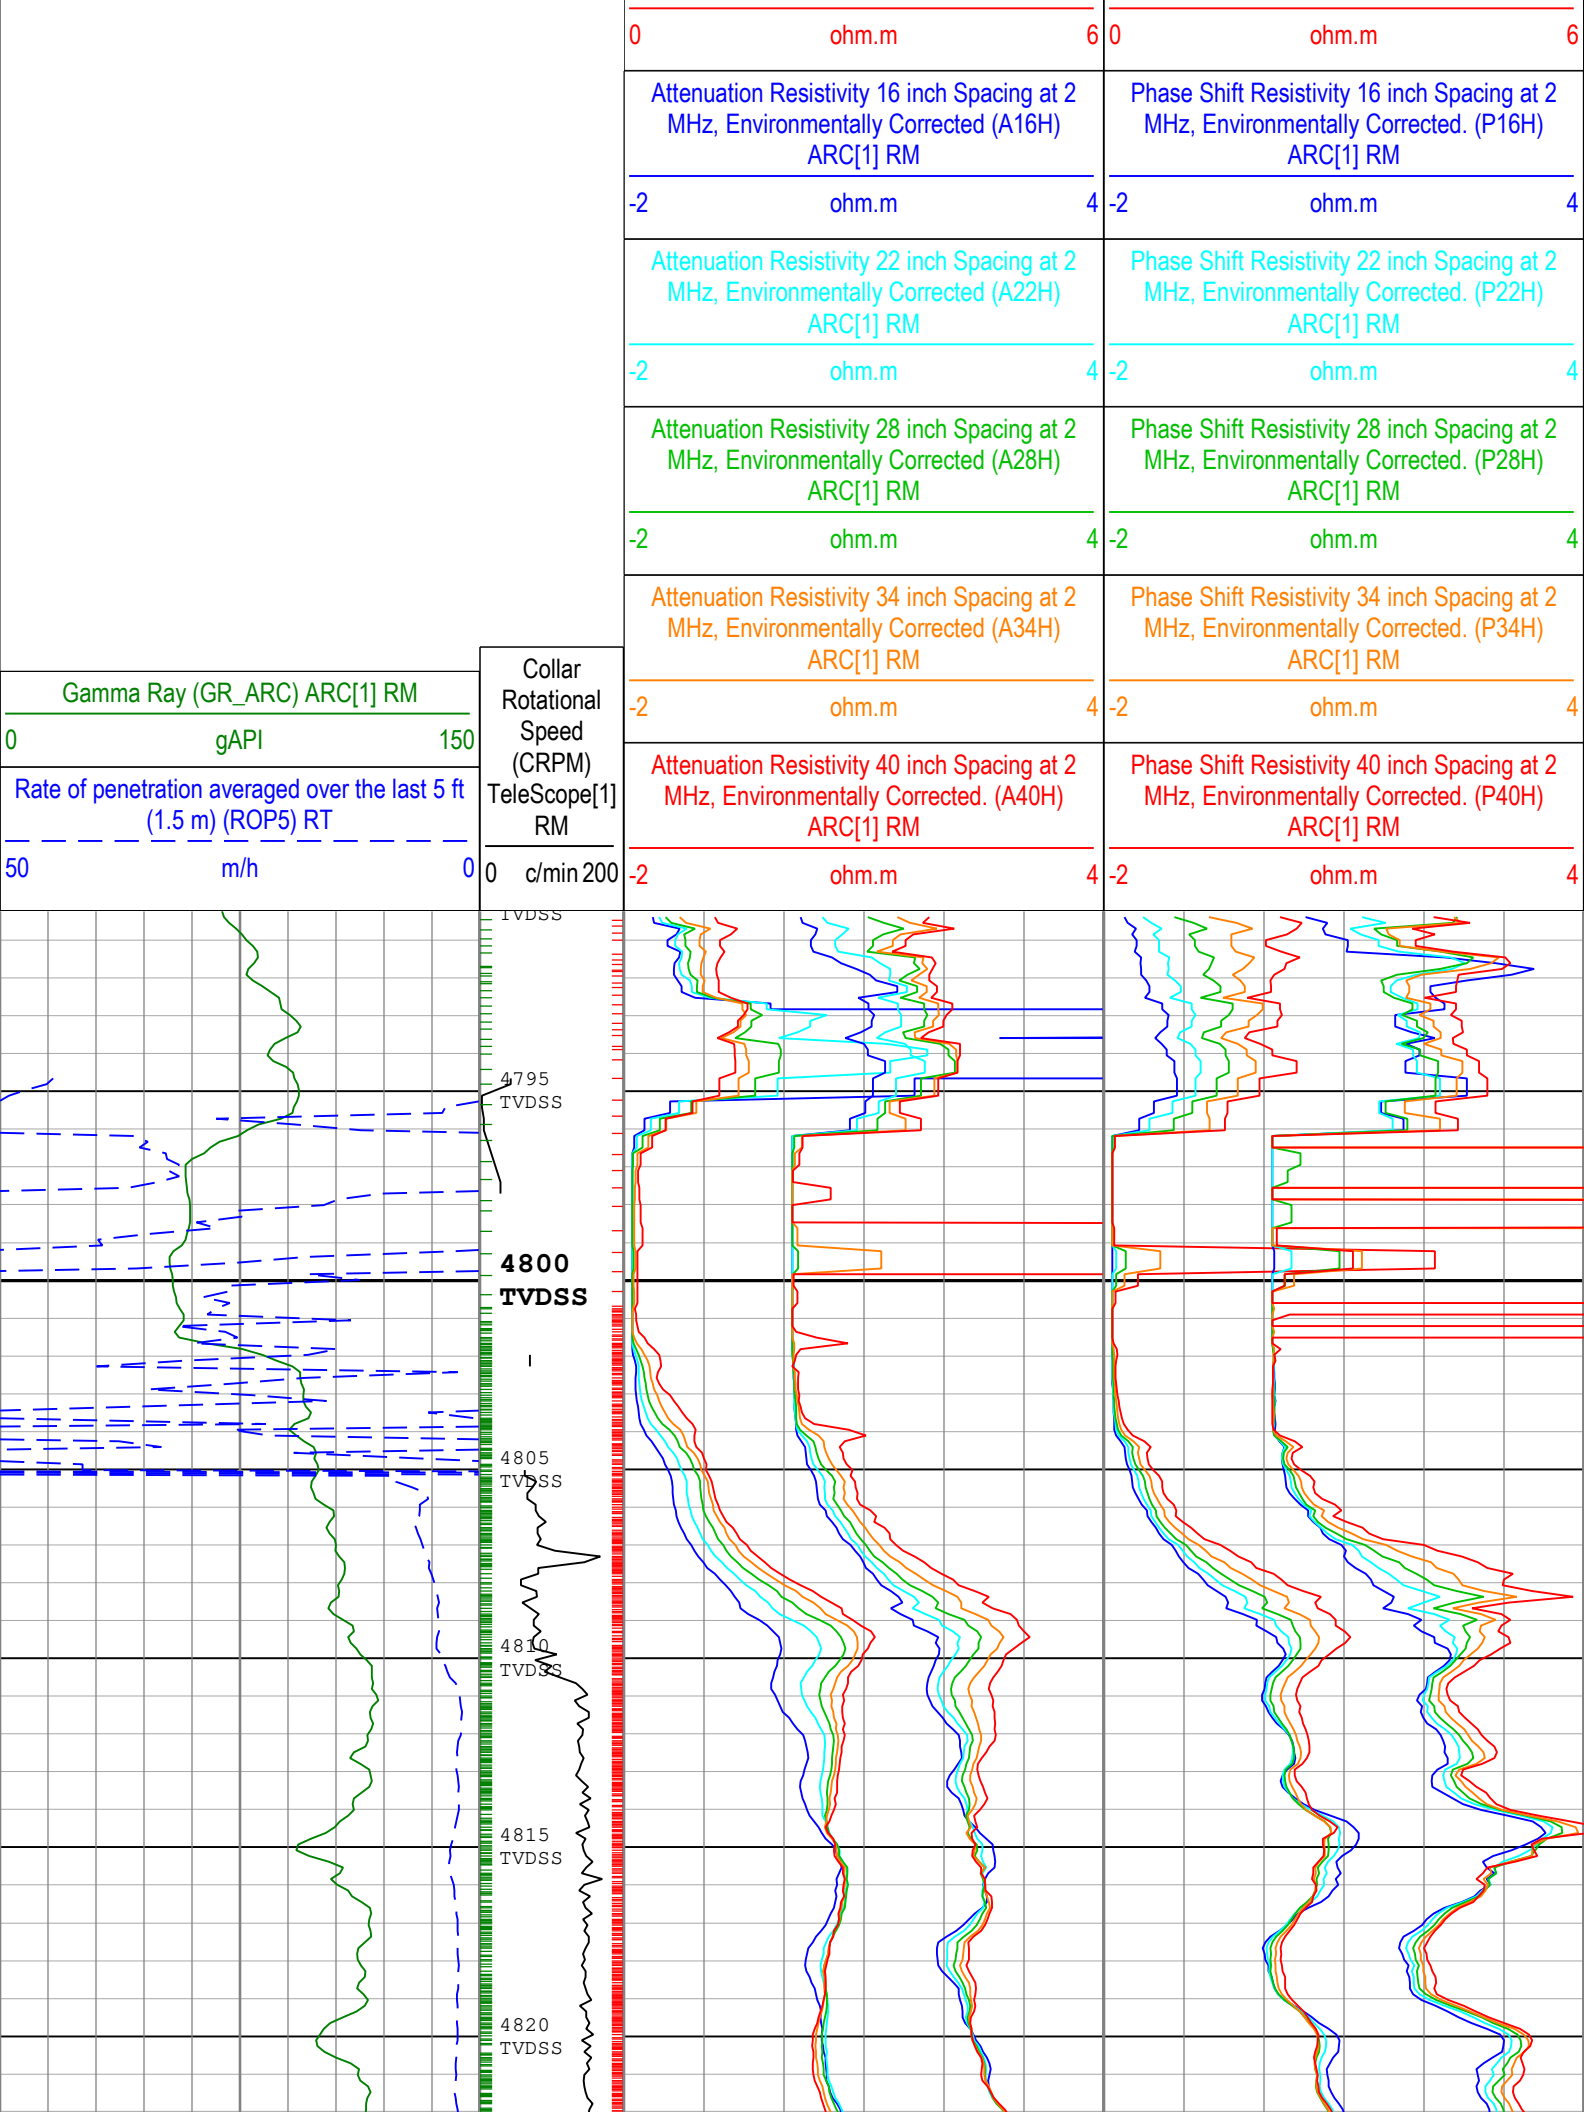 0 ohm.m 6
0 ohm.m 6
Attenuation Resistivity 16 inch Spacing at 2
MHz, Environmentally Corrected (A16H)
ARC[1] RM
-2 ohm.m 4
Phase Shift Resistivity 16 inch Spacing at 2
MHz, Environmentally Corrected. (P16H)
ARC[1] RM
-2 ohm.m 4
Attenuation Resistivity 22 inch Spacing at 2
MHz, Environmentally Corrected (A22H)
ARC[1] RM
-2 ohm.m 4
Phase Shift Resistivity 22 inch Spacing at 2
MHz, Environmentally Corrected. (P22H)
ARC[1] RM
-2 ohm.m 4
Attenuation Resistivity 28 inch Spacing at 2
MHz, Environmentally Corrected (A28H)
ARC[1] RM
-2 ohm.m 4
Phase Shift Resistivity 28 inch Spacing at 2
MHz, Environmentally Corrected. (P28H)
ARC[1] RM
-2 ohm.m 4
Attenuation Resistivity 34 inch Spacing at 2
MHz, Environmentally Corrected (A34H)
ARC[1] RM
-2 ohm.m 4
Phase Shift Resistivity 34 inch Spacing at 2
MHz, Environmentally Corrected. (P34H)
ARC[1] RM
-2 ohm.m 4
Gamma Ray (GR_ARC) ARC[1] RM
0 gAPI 150
Rate of penetration averaged over the last 5 ft
(1.5 m) (ROP5) RT
50 m/h 0
Collar
Rotational
Speed
(CRPM)
TeleScope[1]
RM
0 c/min 200
Attenuation Resistivity 40 inch Spacing at 2
MHz, Environmentally Corrected. (A40H)
ARC[1] RM
-2 ohm.m 4
Phase Shift Resistivity 40 inch Spacing at 2
MHz, Environmentally Corrected. (P40H)
ARC[1] RM
-2 ohm.m 4
TVDSS
4795
TVDSS
4800
TVDSS
4805
TVDSS
4810
TVDSS
4815
TVDSS
4820
TVDSS